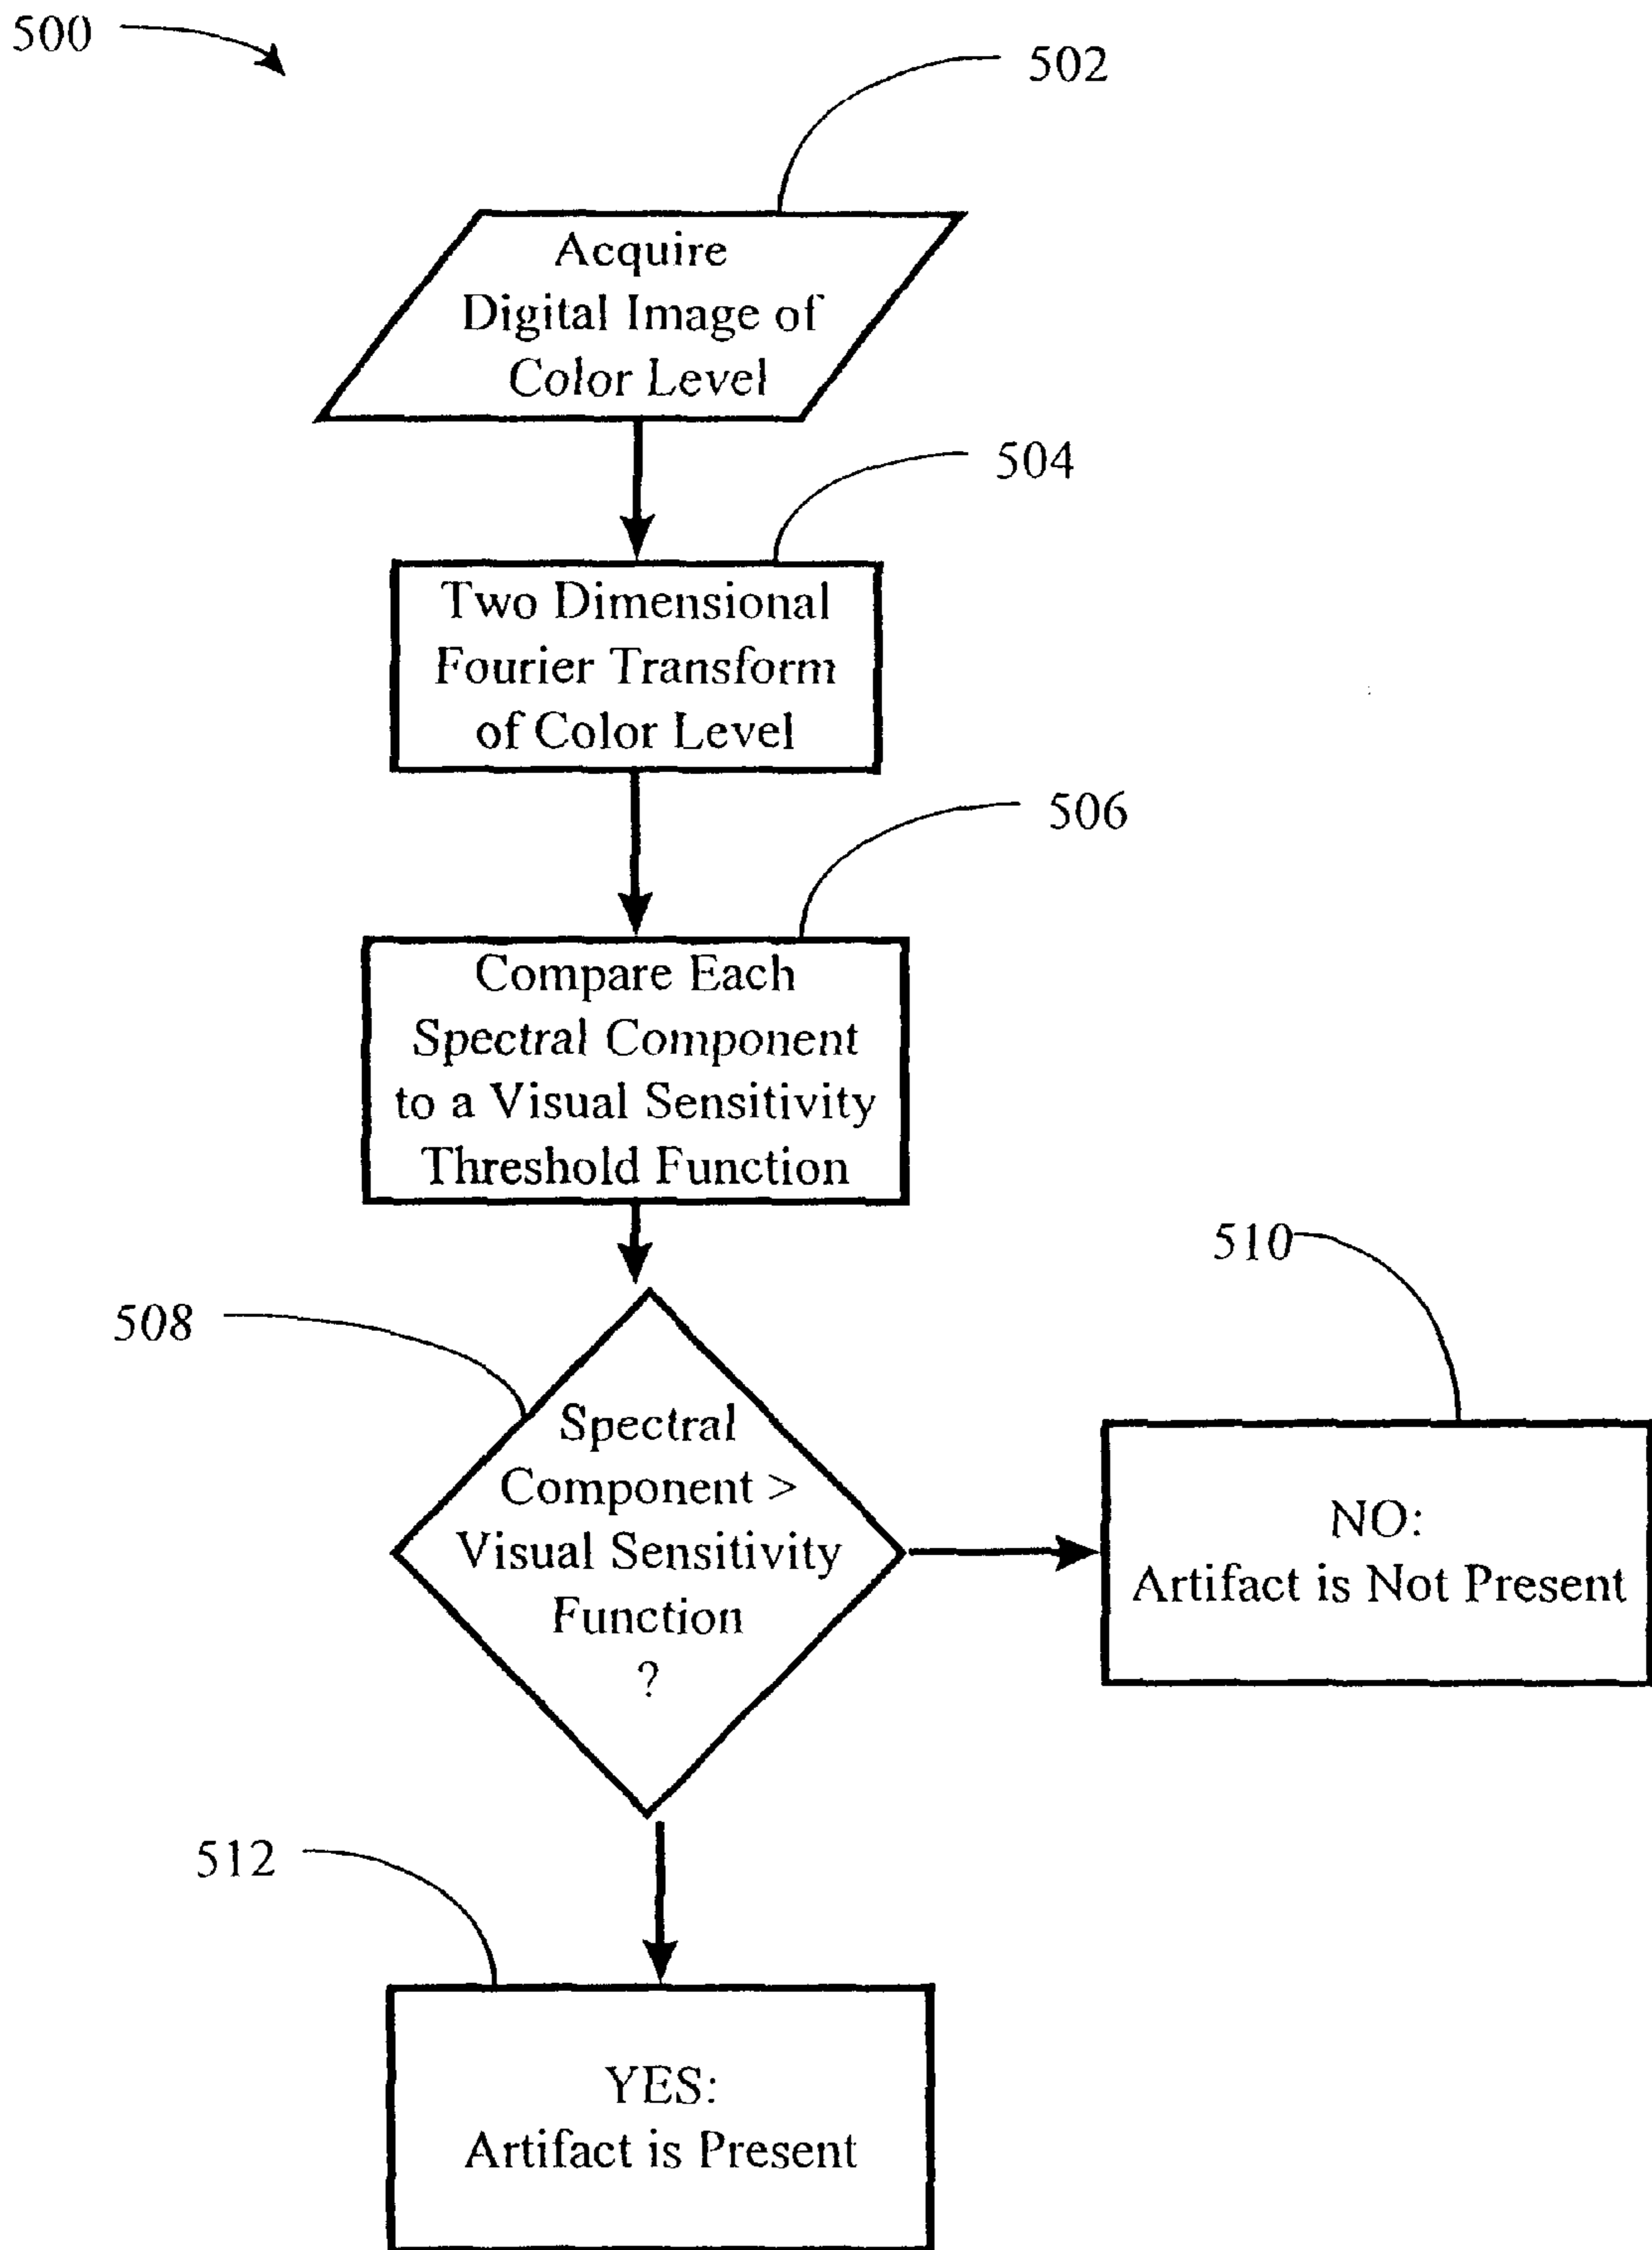 500
502
Acquire
Digital Image of
Color Level
504
Two Dimensional
Fourier Transform
of Color Level
506
Compare Each
Spectral Component
to a Visual Sensitivity
Threshold Function
508
Spectral
Component >
Visual Sensitivity
Function
?
510
NO:
Artifact is Not Present
512
YES:
Artifact is Present